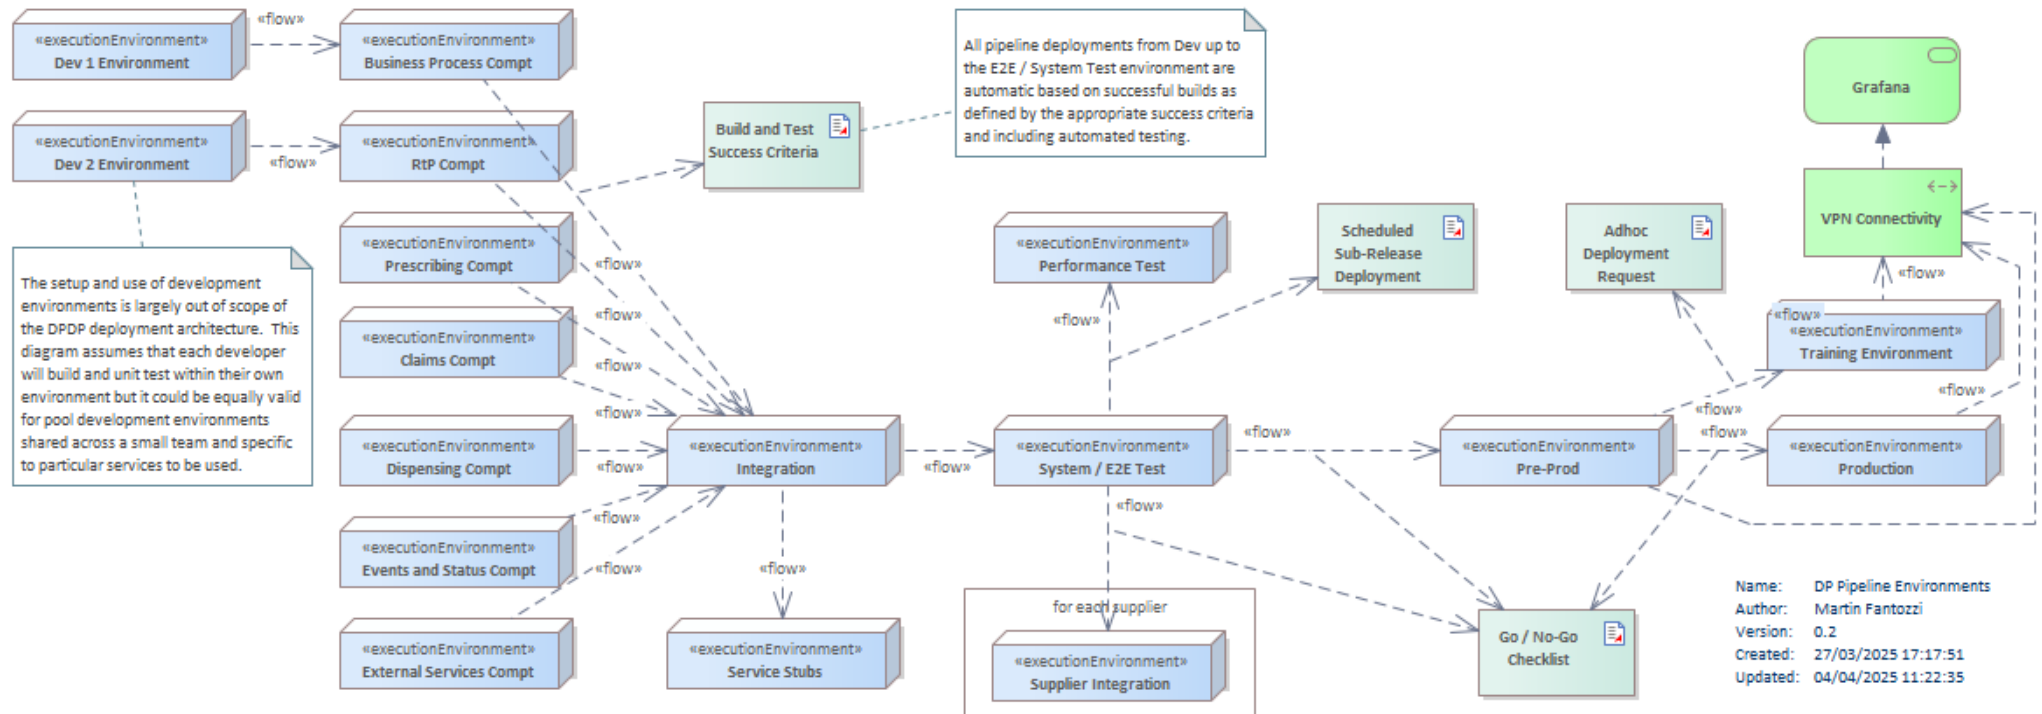 «executionEnvironment»
Dev 1 Environment
«flow»
«executionEnvironment»
Business Process Compt
«executionEnvironment»
Dev 2 Environment
«flow»
«executionEnvironment»
RtP Compt
The setup and use of development
environments is largely out of scope of
the DPDP deployment architecture. This
diagram assumes that each developer
will build and unit test within their own
environment but it could be equally valid
for pool development environments
shared across a small team and specific
to particular services to be used.
«executionEnvironment»
Prescribing Compt
«executionEnvironment»
Claims Compt
«executionEnvironment»
Dispensing Compt
«executionEnvironment»
Events and Status Compt
«executionEnvironment»
External Services Compt
«flow»
«flow»
«flow»
«flow»
«flow»
«flow»
«flow»
Build and Test
Success Criteria
All pipeline deployments from Dev up to
the E2E / System Test environment are
automatic based on successful builds as
defined by the appropriate success criteria
and including automated testing.
«executionEnvironment»
Integration
«flow»
«executionEnvironment»
Service Stubs
«flow»
«executionEnvironment»
Performance Test
«flow»
«executionEnvironment»
System / E2E Test
«flow»
for each supplier
«executionEnvironment»
Supplier Integration
Scheduled
Sub-Release
Deployment
Adhoc
Deployment
Request
«flow»
«executionEnvironment»
Pre-Prod
«flow»
«flow»
Go / No-Go
Checklist
Grafana
VPN Connectivity
«flow»
«flow»
«executionEnvironment»
Training Environment
«flow»
«executionEnvironment»
Production
Name: DP Pipeline Environments
Author: Martin Fantozzi
Version: 0.2
Created: 27/03/2025 17:17:51
Updated: 04/04/2025 11:22:35